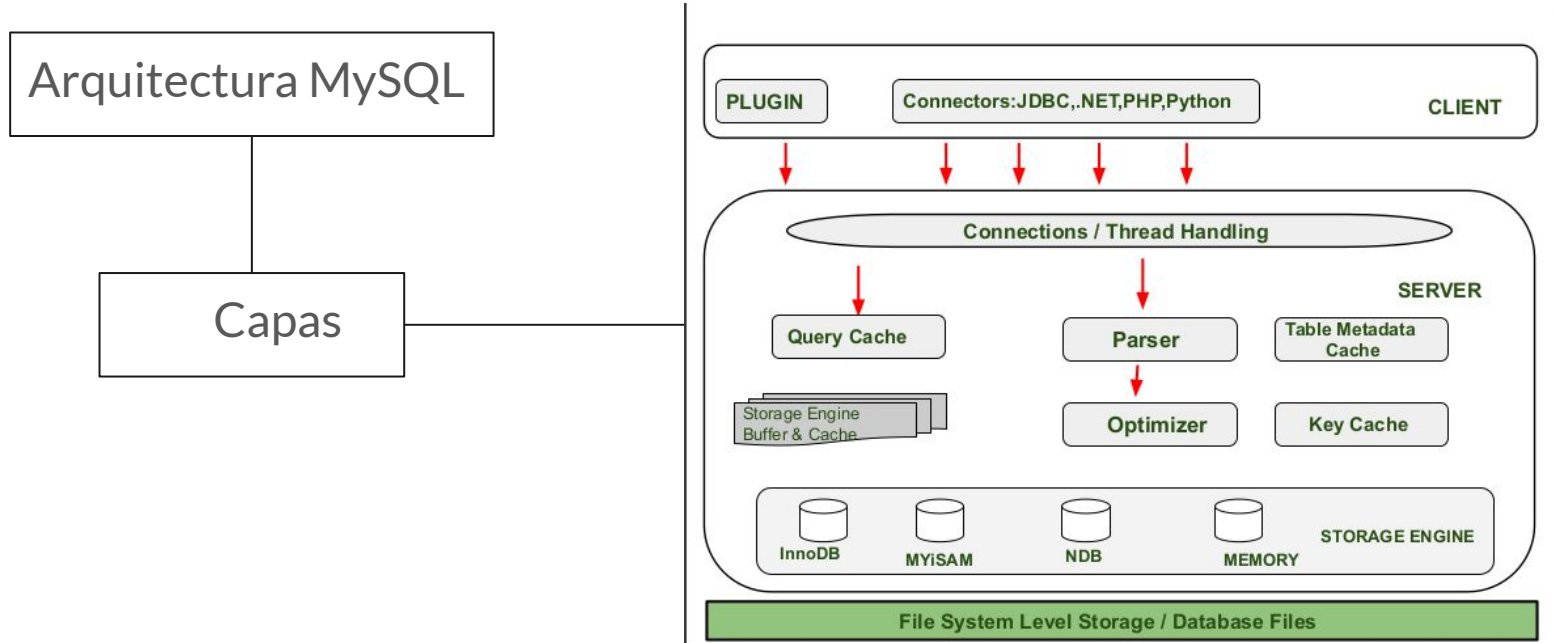 Arquitectura MySQL
Capas
PLUGIN
Connectors:JDBC,.NET,PHP,Python
CLIENT
Connections / Thread Handling
SERVER
Query Cache
Parser
Table Metadata
Cache
Storage Engine
Buffer & Cache
Optimizer
Key Cache
InnoDB
MYiSAM
NDB
MEMORY
STORAGE ENGINE
File System Level Storage / Database Files